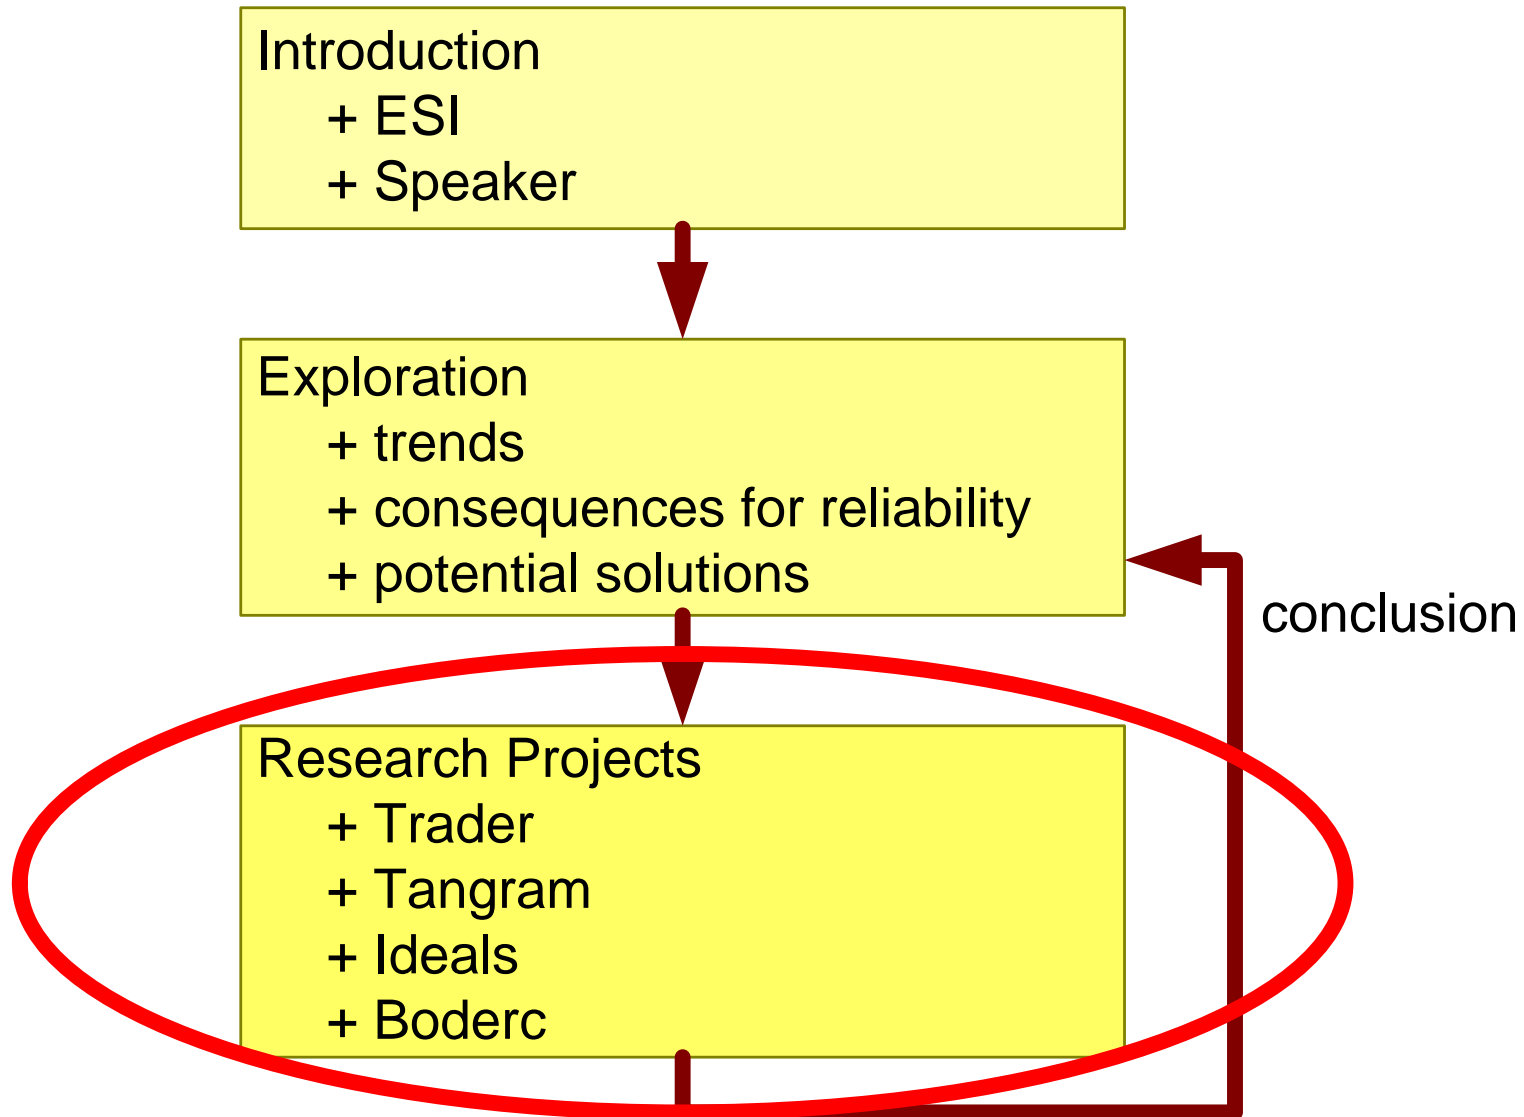 Introduction
+ ESI
+ Speaker
Exploration
+ trends
+ consequences for reliability
+ potential solutions
conclusion
Research Projects
+ Trader
+ Tangram
+ Ideals
+ Boderc